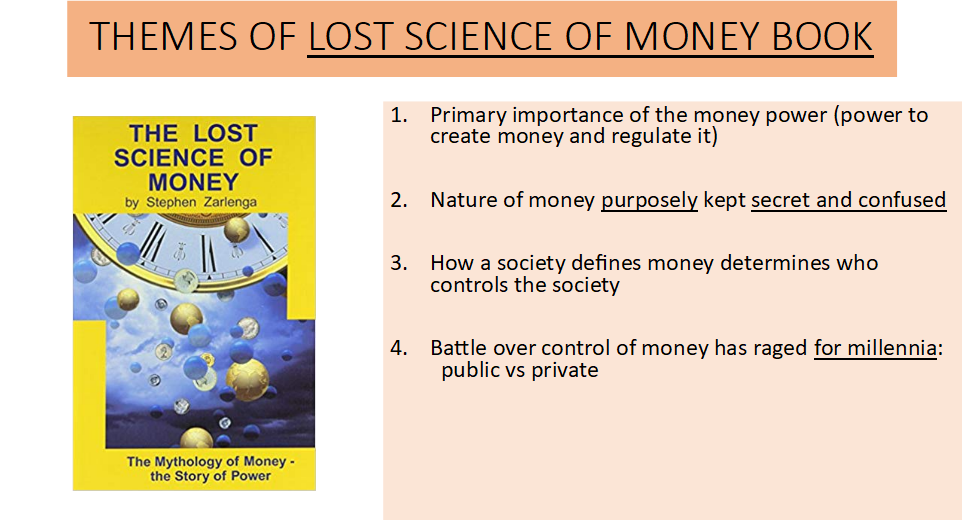 THEMES OF LOST SCIENCE OF MONEY BOOK
THE LOST
SCIENCE OF
MONEY
by Stephen Zarlenga
The Mythology of Money -
the Story of Power
1. Primary importance of the money power (power to
create money and regulate it)
2. Nature of money purposely kept secret and confused
3. How a society defines money determines who
controls the society
4. Battle over control of money has raged for millennia:
public vs private